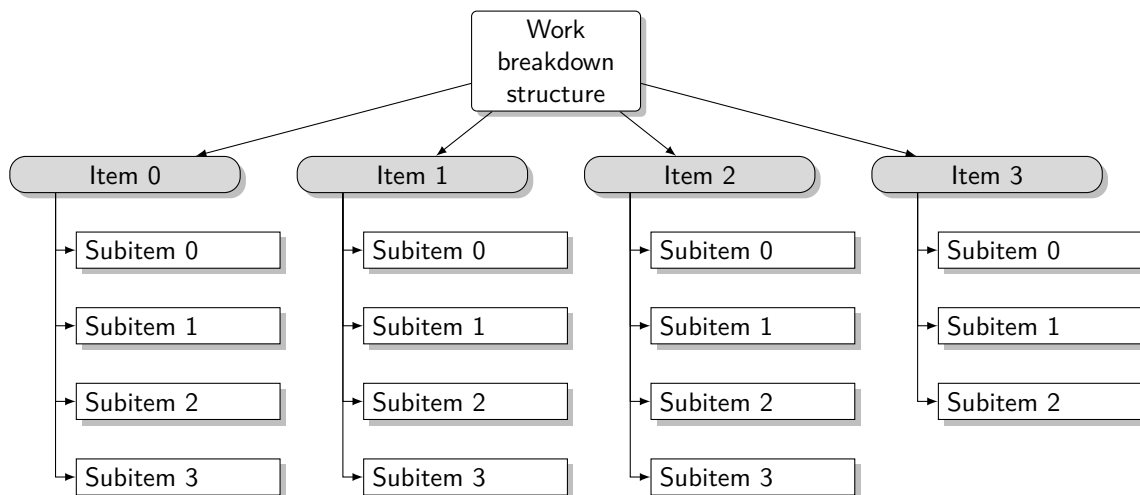 Work
breakdown
structure
Item 0
Item 1
Item 2
Item 3
Subitem 0
Subitem 0
Subitem 0
Subitem 0
Subitem 1
Subitem 1
Subitem 1
Subitem 1
Subitem 2
Subitem 2
Subitem 2
Subitem 2
Subitem 3
Subitem 3
Subitem 3